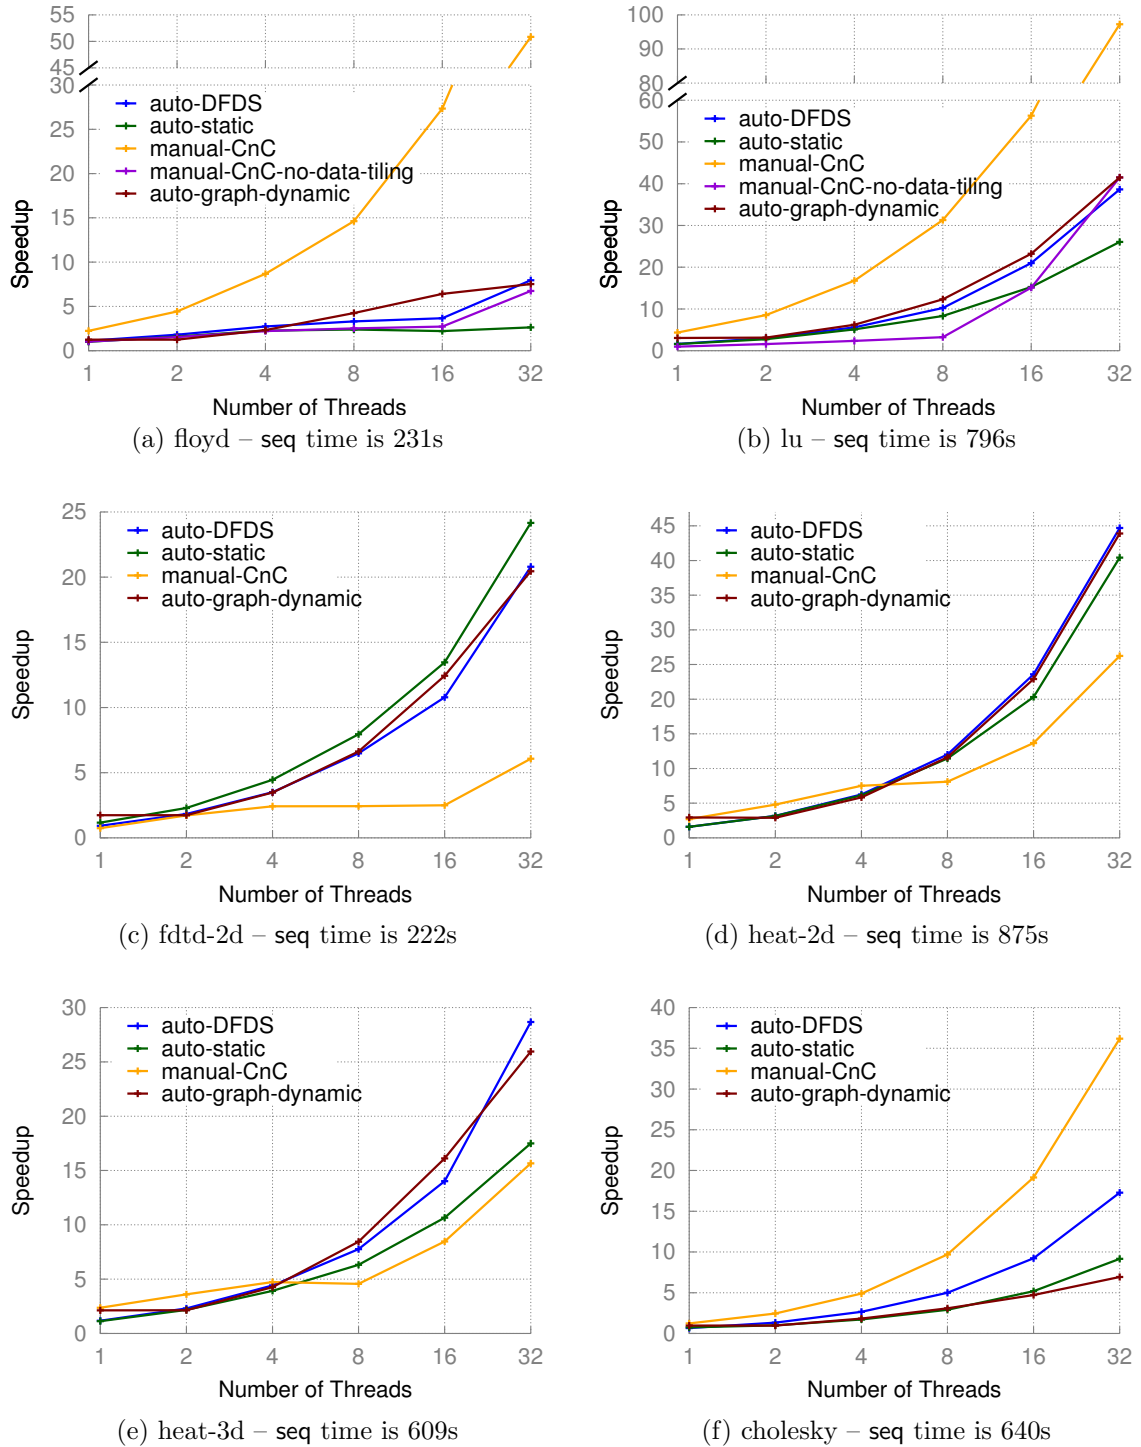 55
50
45
30
25
20
15
10
5
0
Speedup
auto-DFDS
auto-static
manual-CnC
manual-CnC-no-data-tiling
auto-graph-dynamic
1 2 4 8 16 32
Number of Threads
(a) floyd – seq time is 231s
100
90
80
60
50
40
30
20
10
0
Speedup
auto-DFDS
auto-static
manual-CnC
manual-CnC-no-data-tiling
auto-graph-dynamic
1 2 4 8 16 32
Number of Threads
(b) lu – seq time is 796s
25
20
15
10
5
0
Speedup
auto-DFDS
auto-static
manual-CnC
auto-graph-dynamic
1 2 4 8 16 32
Number of Threads
(c) fdtd-2d – seq time is 222s
45
40
35
30
25
20
15
10
5
0
Speedup
auto-DFDS
auto-static
manual-CnC
auto-graph-dynamic
1 2 4 8 16 32
Number of Threads
(d) heat-2d – seq time is 875s
30
25
20
15
10
5
0
Speedup
auto-DFDS
auto-static
manual-CnC
auto-graph-dynamic
1 2 4 8 16 32
Number of Threads
(e) heat-3d – seq time is 609s
40
35
30
25
20
15
10
5
0
Speedup
auto-DFDS
auto-static
manual-CnC
auto-graph-dynamic
1 2 4 8 16 32
Number of Threads
(f) cholesky – seq time is 640s